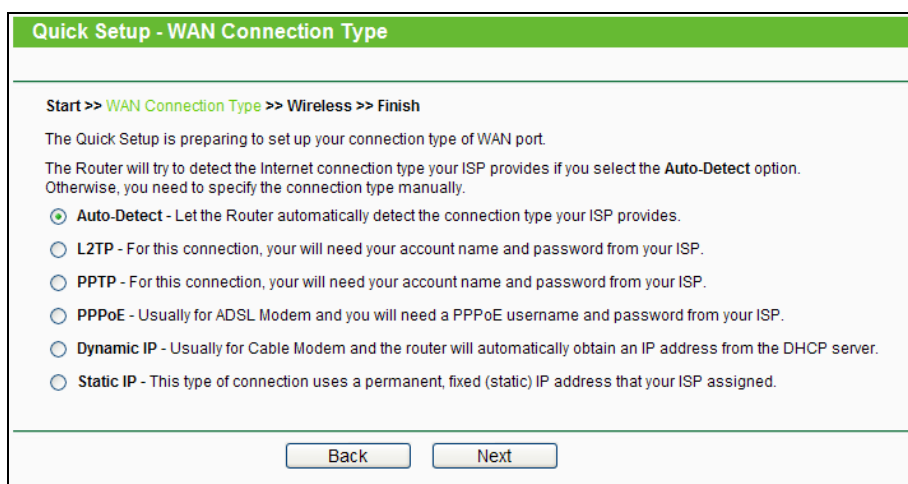 Quick Setup - WAN Connection Type
Start >> WAN Connection Type >> Wireless >> Finish
The Quick Setup is preparing to set up your connection type of WAN port.
The Router will try to detect the Internet connection type your ISP provides if you select the Auto-Detect option.
Otherwise, you need to specify the connection type manually.
Auto-Detect - Let the Router automatically detect the connection type your ISP provides.
L2TP - For this connection, your will need your account name and password from your ISP.
PPTP - For this connection, your will need your account name and password from your ISP.
PPPoE - Usually for ADSL Modem and you will need a PPPoE username and password from your ISP.
Dynamic IP - Usually for Cable Modem and the router will automatically obtain an IP address from the DHCP server.
Static IP - This type of connection uses a permanent, fixed (static) IP address that your ISP assigned.
Back Next